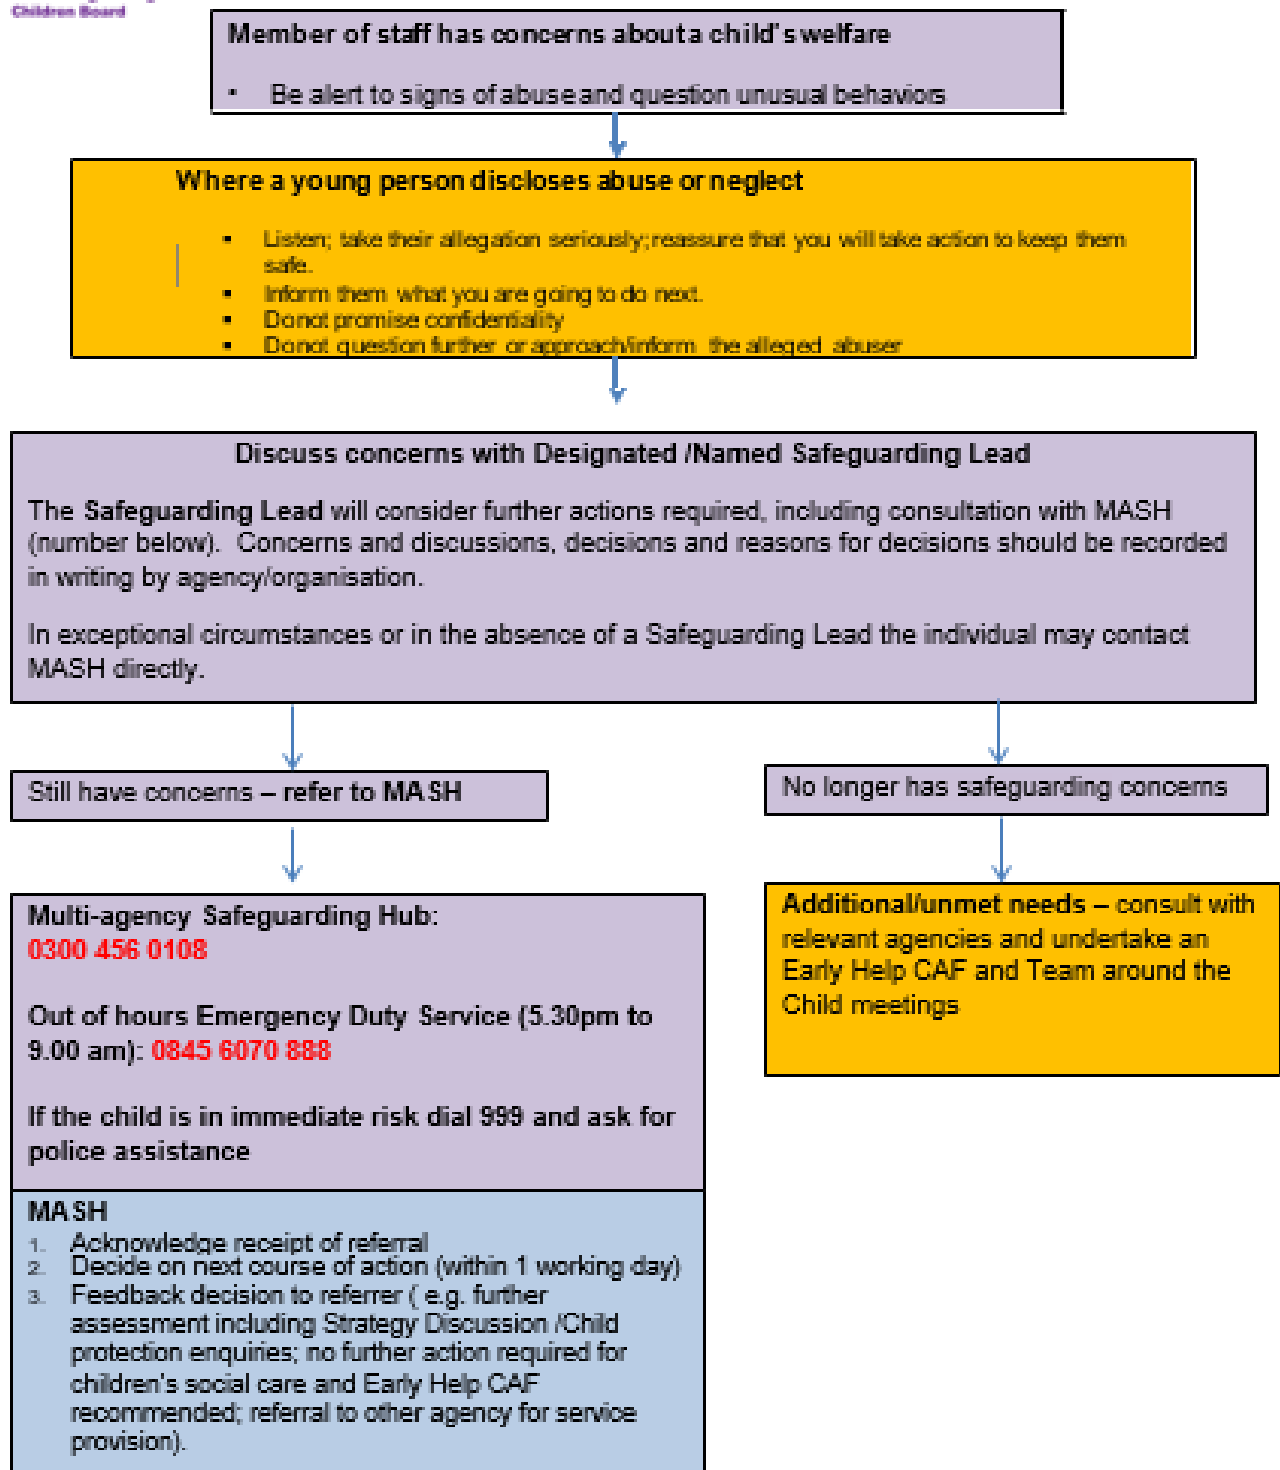 Children Board
Member of staff has concerns about a child's welfare
▪ Be alert to signs of abuse and question unusual behaviors
Where a young person discloses abuse or neglect
▪ Listen; take their allegation seriously; reassure that you will take action to keep them
safe.
▪ Inform them what you are going to do next.
▪ Do not promise confidentiality
▪ Do not question further or approach/inform the alleged abuser
Discuss concerns with Designated /Named Safeguarding Lead
The Safeguarding Lead will consider further actions required, including consultation with MASH
(number below). Concerns and discussions, decisions and reasons for decisions should be recorded
in writing by agency/organisation.
In exceptional circumstances or in the absence of a Safeguarding Lead the individual may contact
MASH directly.
Still have concerns – refer to MASH
No longer has safeguarding concerns
Multi-agency Safeguarding Hub:
0300 456 0108
Out of hours Emergency Duty Service (5.30pm to
9.00 am): 0845 6070 888
If the child is in immediate risk dial 999 and ask for
police assistance
Additional/unmet needs – consult with
relevant agencies and undertake an
Early Help CAF and Team around the
Child meetings
MASH
1. Acknowledge receipt of referral
2. Decide on next course of action (within 1 working day)
3. Feedback decision to referrer ( e.g. further
assessment including Strategy Discussion /Child
protection enquiries; no further action required for
children's social care and Early Help CAF
recommended; referral to other agency for service
provision).